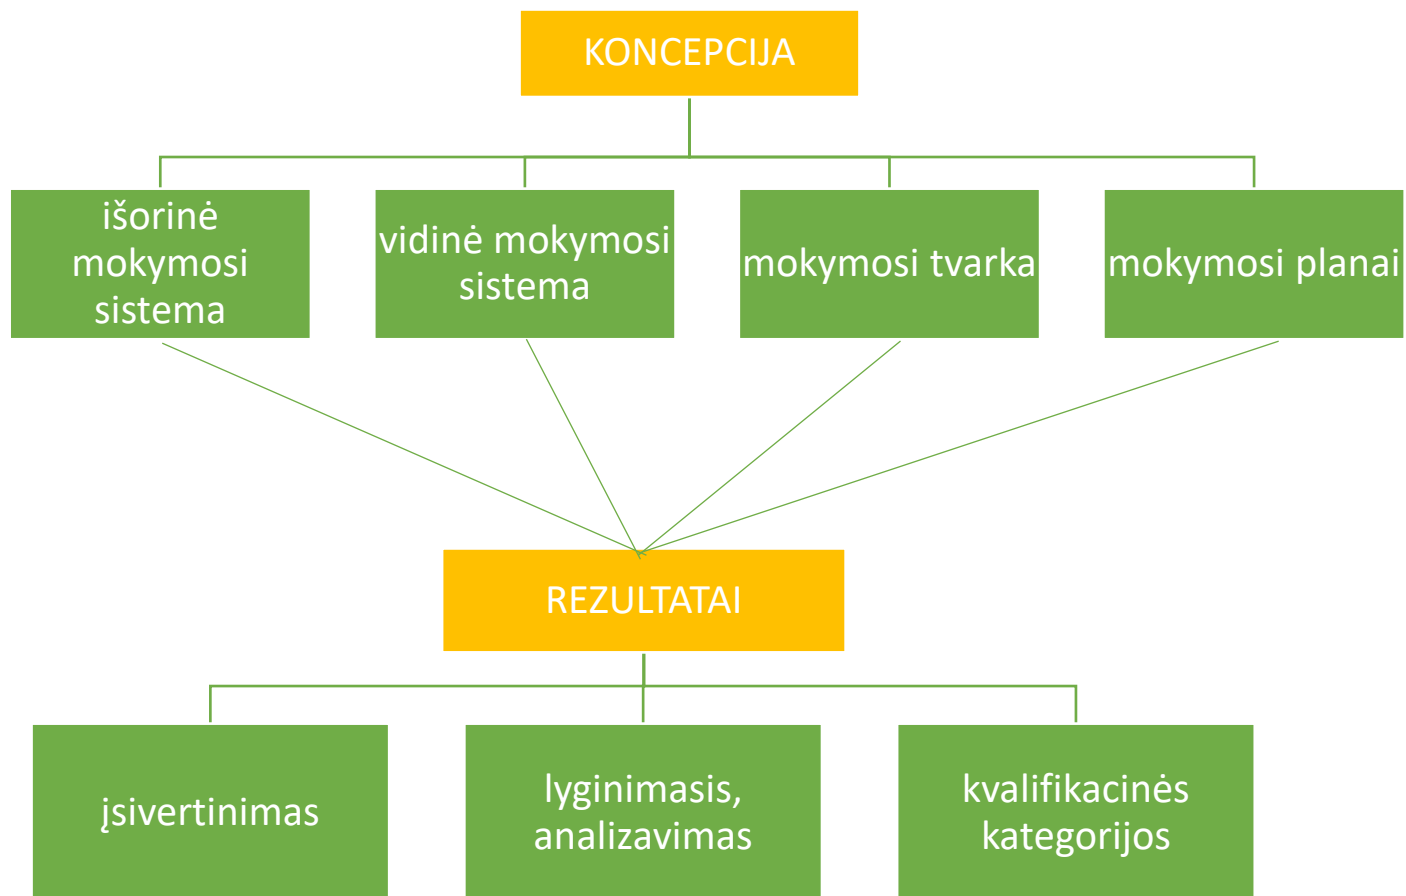 KONCEPCIJA
išorinė
mokymosi
sistema
vidinė mokymosi
sistema
mokymosi tvarka
mokymosi planai
REZULTATAI
įsivertinimas
lyginimasis,
analizavimas
kvalifikacinės
kategorijos